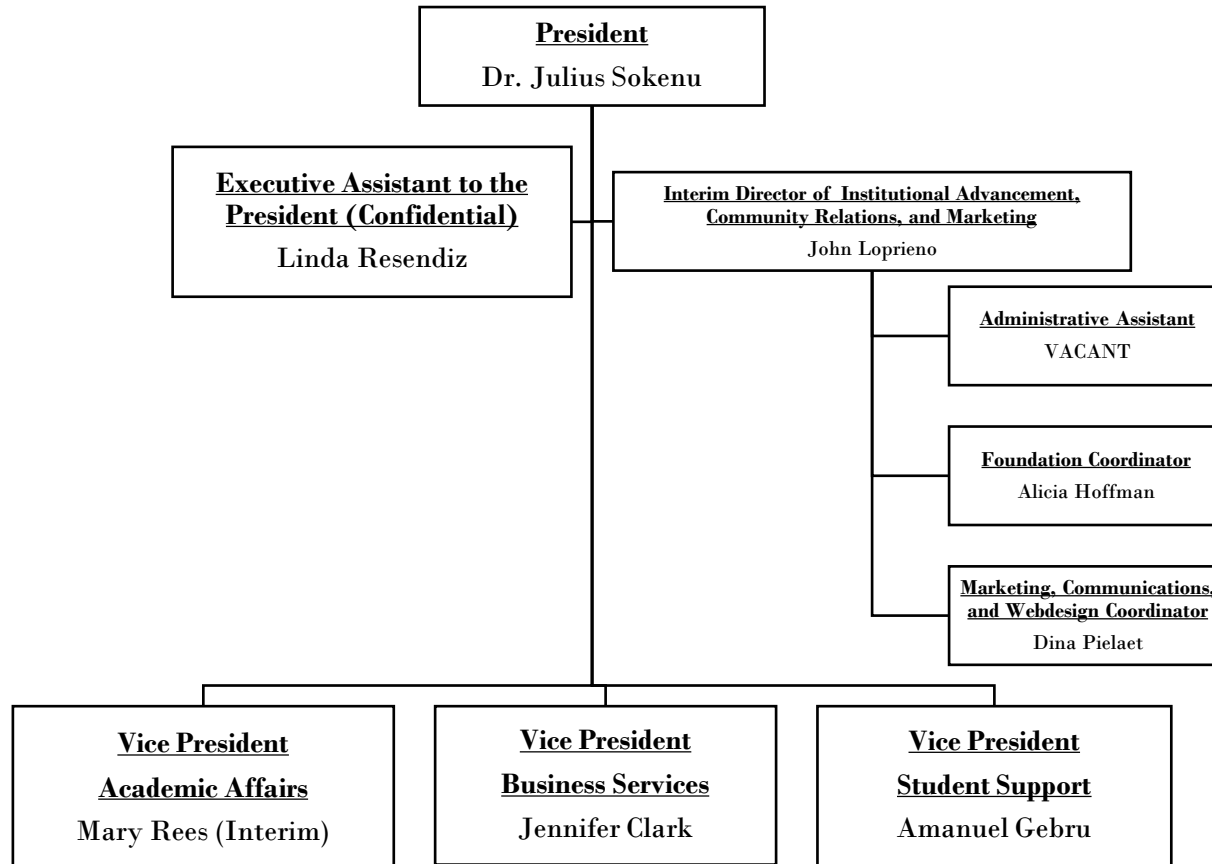 President
Dr. Julius Sokenu
Executive Assistant to the
President (Confidential)
Linda Resendiz
Interim Director of Institutional Advancement,
Community Relations, and Marketing
John Loprieno
Administrative Assistant
VACANT
Foundation Coordinator
Alicia Hoffman
Marketing, Communications,
and Webdesign Coordinator
Dina Pielaet
Vice President
Academic Affairs
Mary Rees (Interim)
Vice President
Business Services
Jennifer Clark
Vice President
Student Support
Amanuel Gebru